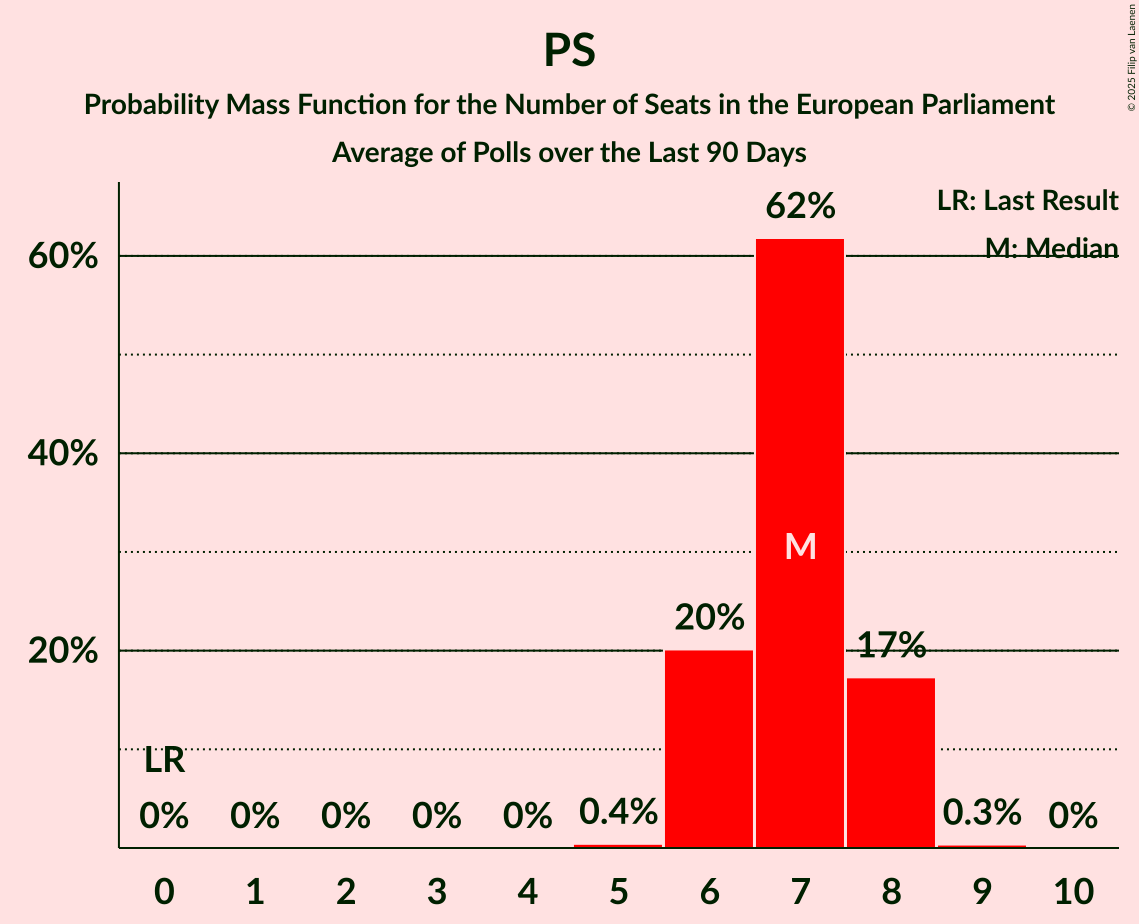 PS
Probability Mass Function for the Number of Seats in the European Parliament
Average of Polls over the Last 90 Days
© 2025 Filip van Laenen
LR: Last Result
M: Median
62%
60%
40%
M
20%
17%
20%
LR
0% 0% 0% 0% 0% 0.4% 0.3% 0%
0 1 2 3 4 5 6 7 8 9 10